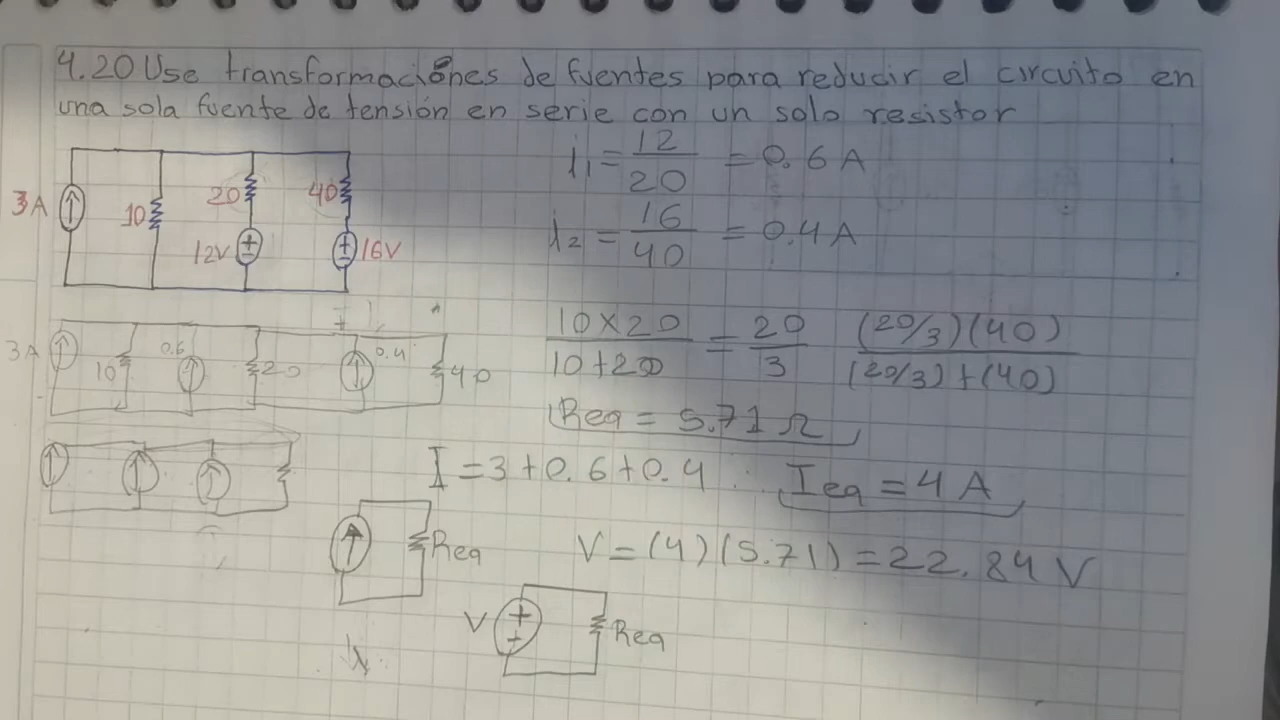 4.20 Use transformaciones de fuentes para reducir el circuito en
una sola fuente de tensión en serie con un solo resistor
3A
10
20
12V
40
16V
i₁ = 12/20 = 0.6 A
i₂ = 16/40 = 0.4 A
3A
10
0.6
20
0.4
40
10×20/10+20 = 20/3 (20/3)(40)/(20/3)+(40)
Req = 5.71 Ω
I = 3+0.6+0.4 Ieq = 4 A
Req
V = (4)(5.71) = 22.84 V
V
Req